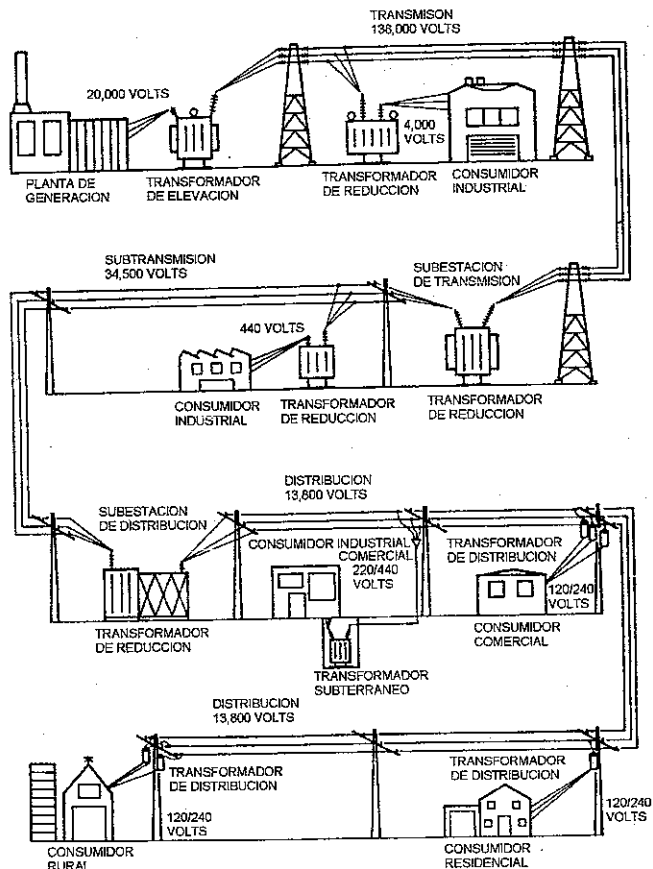 TRANSMISON
136,000 VOLTS
20,000 VOLTS
4,000
VOLTS
PLANTA DE
GENERACION
TRANSFORMADOR
DE ELEVACION
TRANSFORMADOR
DE REDUCCION
CONSUMIDOR
INDUSTRIAL
SUBTRANSMISION
34,500 VOLTS
SUBESTACION
DE TRANSMISION
440 VOLTS
CONSUMIDOR
INDUSTRIAL
TRANSFORMADOR
DE REDUCCION
TRANSFORMADOR
DE REDUCCION
DISTRIBUCION
13,800 VOLTS
SUBESTACION
DE DISTRIBUCION
CONSUMIDOR INDUSTRIAL
COMERCIAL
220/440
VOLTS
TRANSFORMADOR
DE DISTRIBUCION
120/240
VOLTS
TRANSFORMADOR
DE REDUCCION
CONSUMIDOR
COMERCIAL
TRANSFORMADOR
SUBTERRANEO
DISTRIBUCION
13,800 VOLTS
TRANSFORMADOR
DE DISTRIBUCION
TRANSFORMADOR
DE DISTRIBUCION
120/240
VOLTS
120/240
VOLTS
CONSUMIDOR
RURAL
CONSUMIDOR
RESIDENCIAL